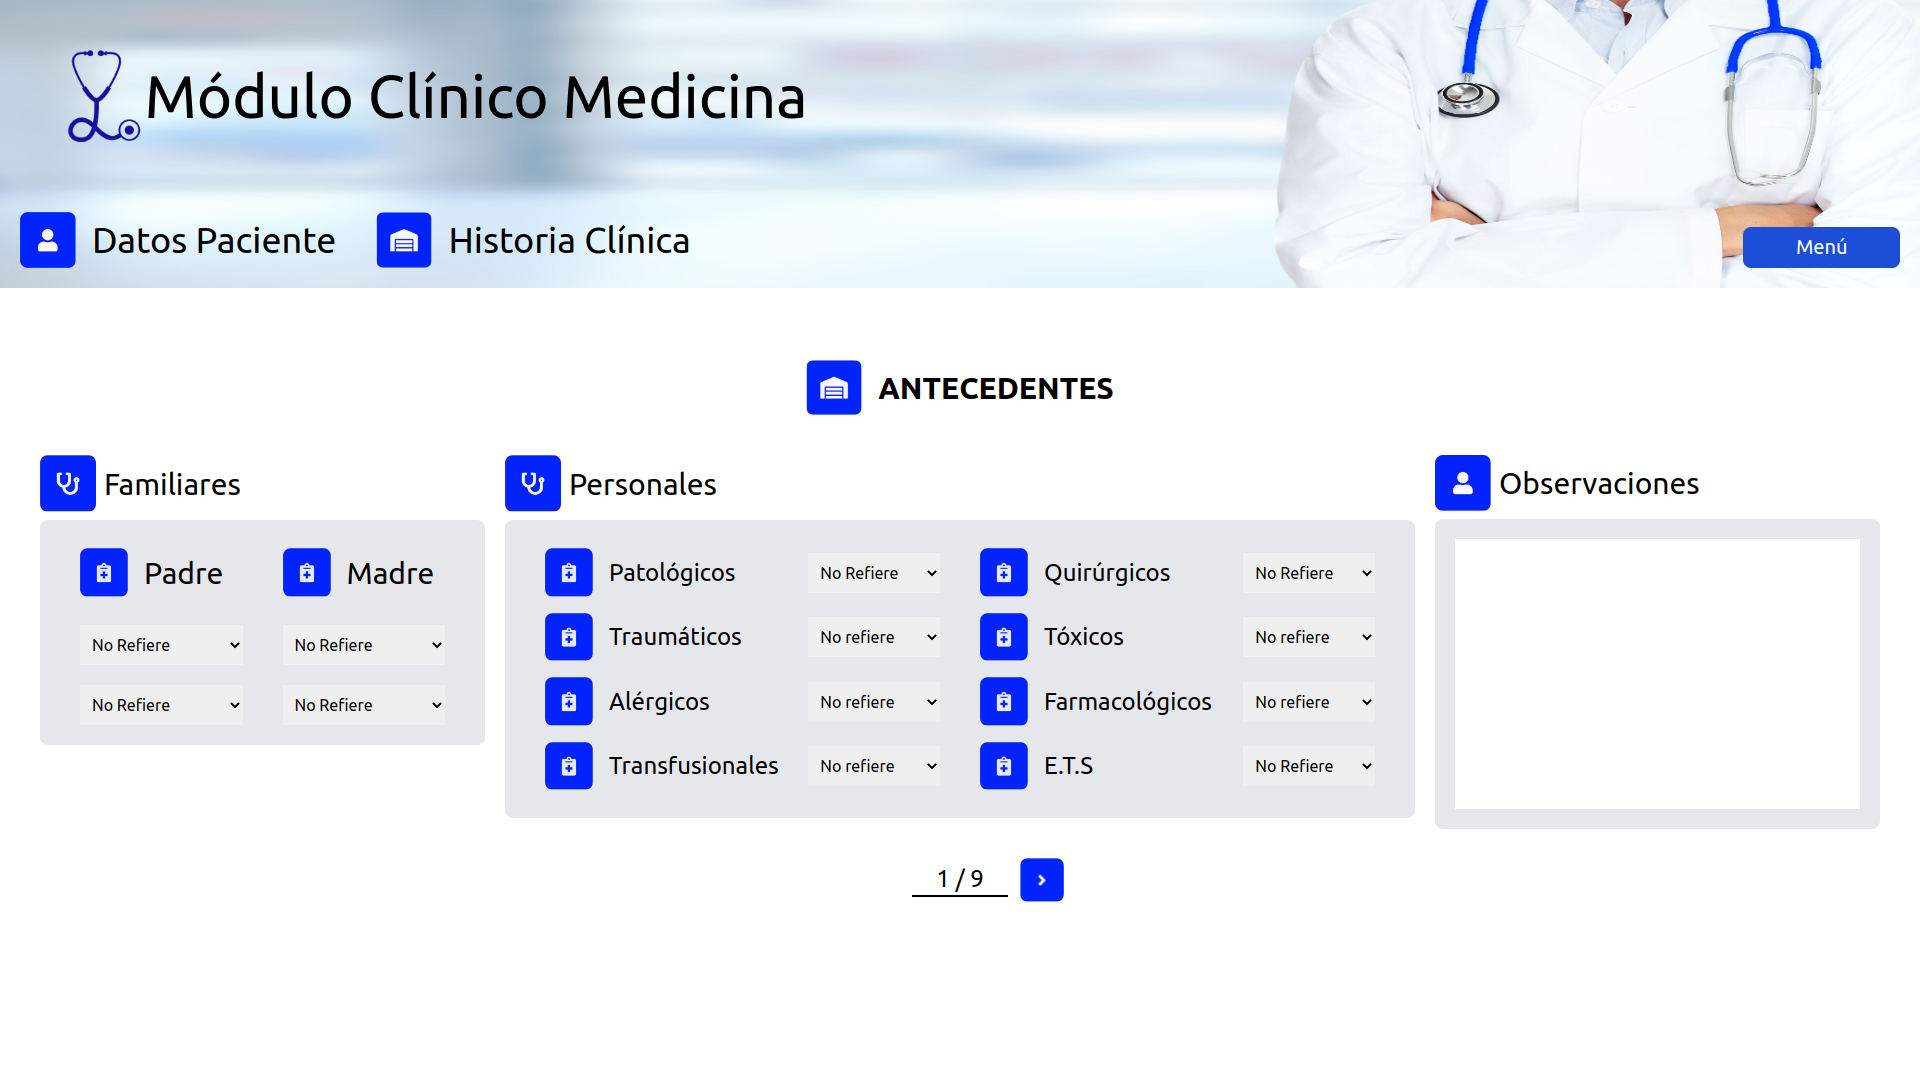 Módulo Clínico Medicina
Datos Paciente
Historia Clínica
Menú
ANTECEDENTES
Familiares
Padre
Madre
No Refiere
No Refiere
No Refiere
No Refiere
Personales
Patológicos
No Refiere
Quirúrgicos
No Refiere
Traumáticos
No refiere
Tóxicos
No refiere
Alérgicos
No refiere
Farmacológicos
No refiere
Transfusionales
No refiere
E.T.S
No Refiere
Observaciones
1 / 9